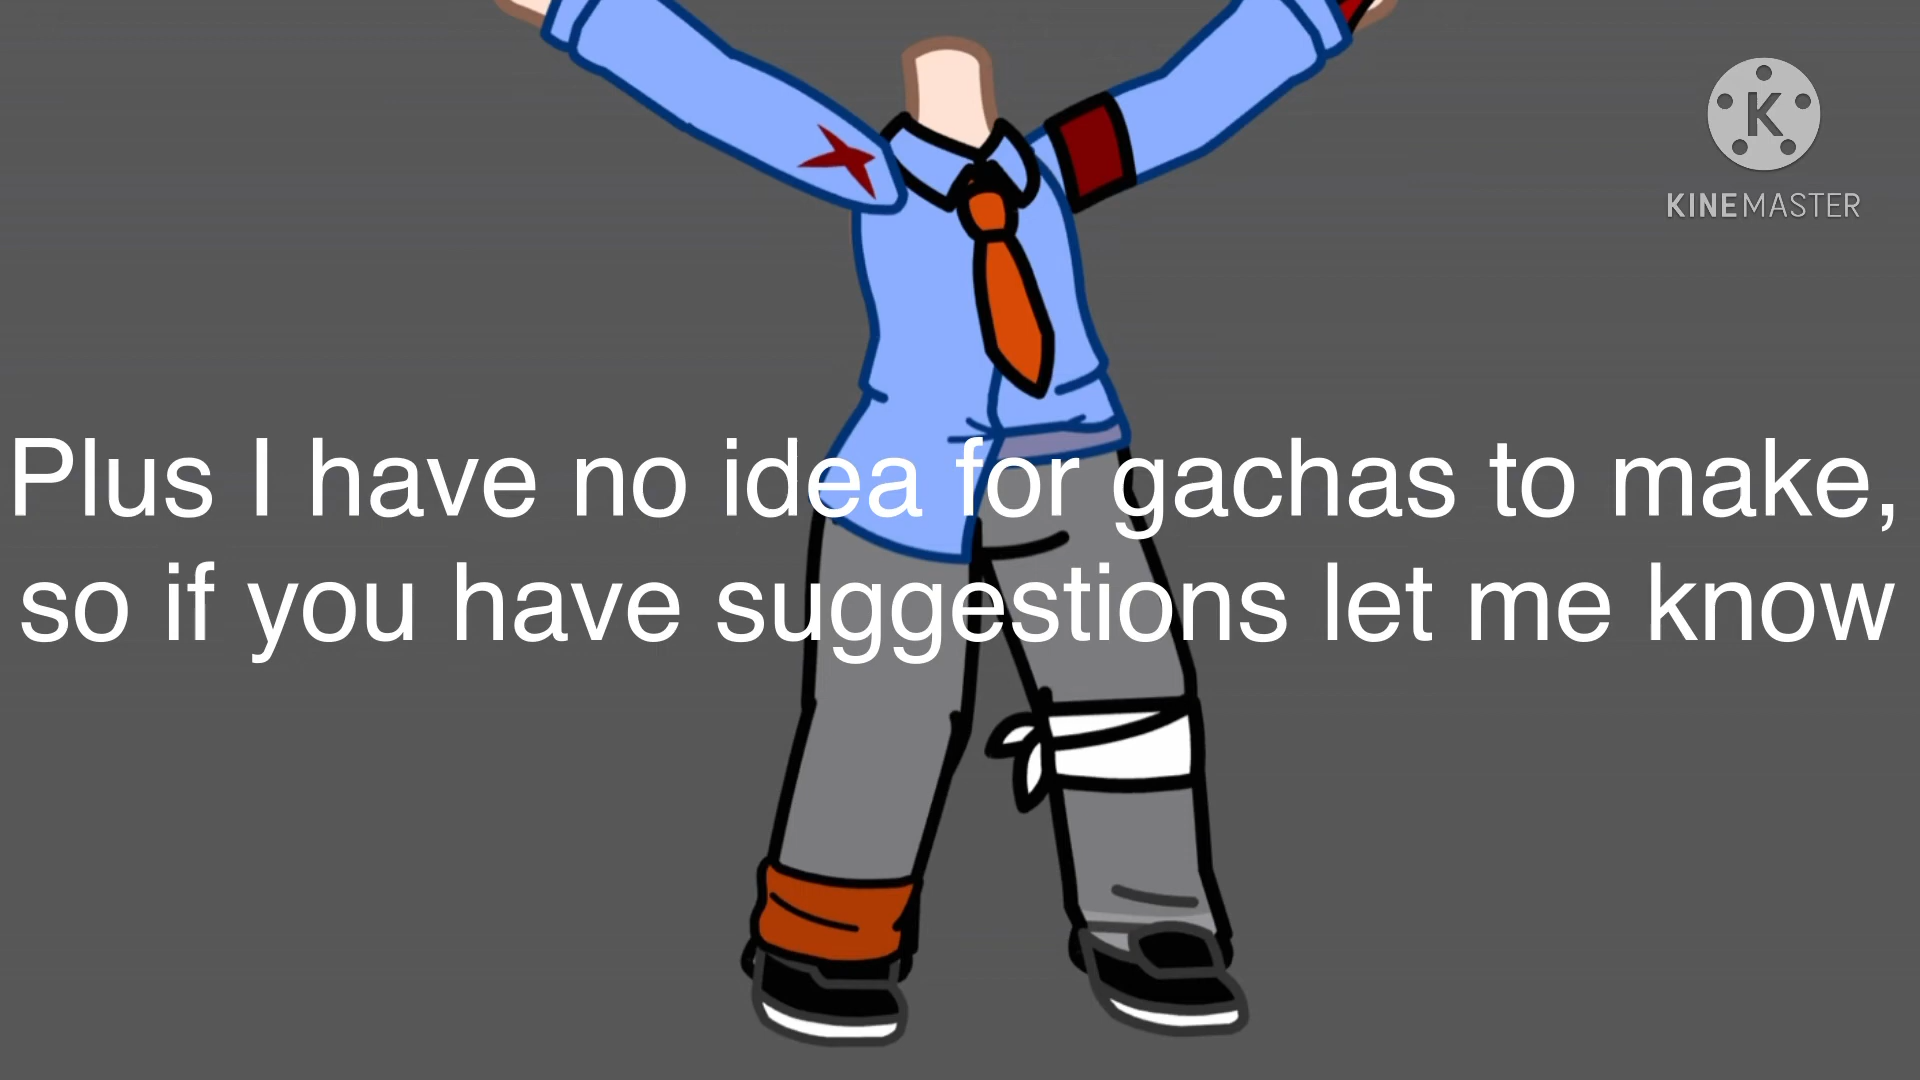 K
KINEMASTER
Plus I have no idea for gachas to make,
so if you have suggestions let me know